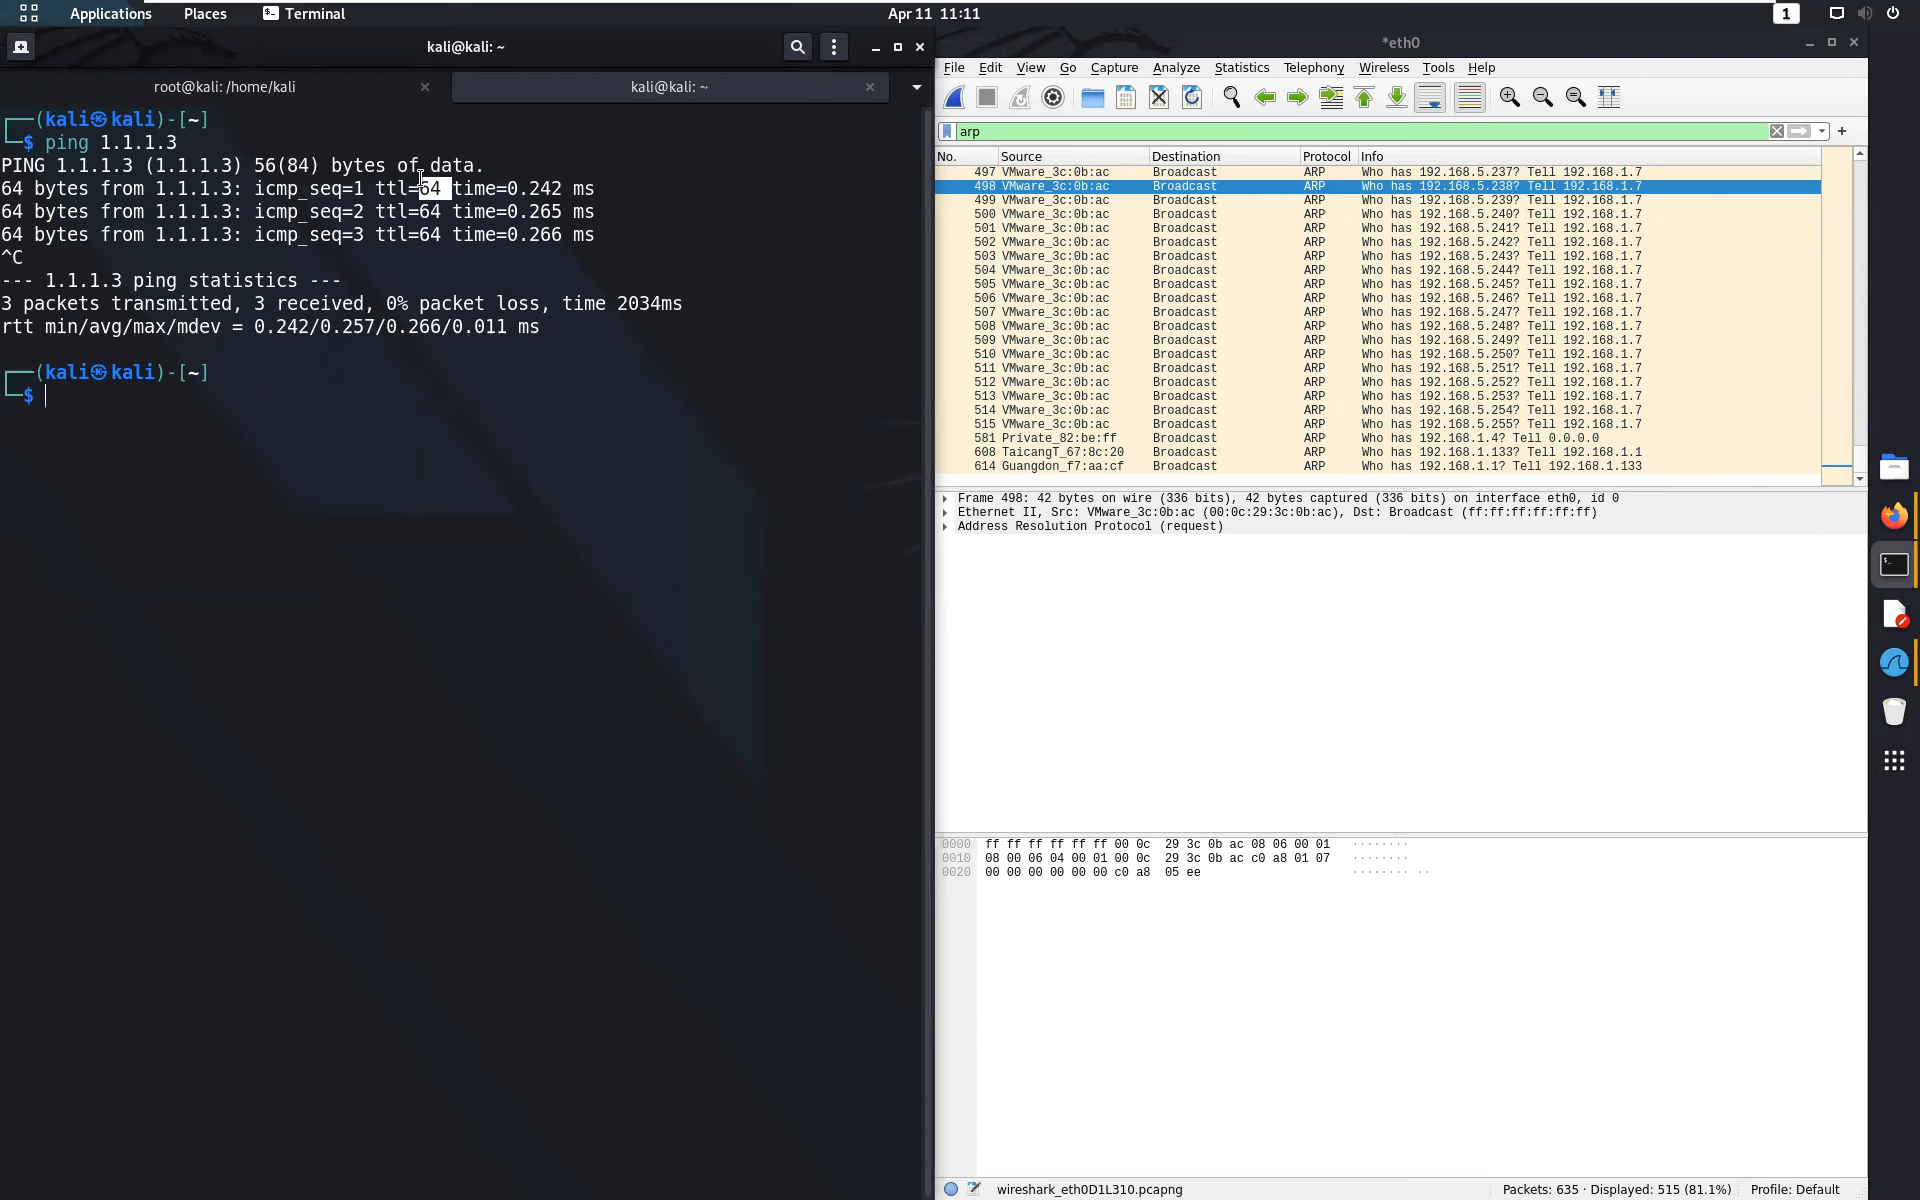 Applications Places Terminal Apr 11 11:11 1
kali@kali: ~
root@kali: /home/kali kali@kali: ~
(kali㉿kali)-[~]
$ ping 1.1.1.3
PING 1.1.1.3 (1.1.1.3) 56(84) bytes of data.
64 bytes from 1.1.1.3: icmp_seq=1 ttl=64 time=0.242 ms
64 bytes from 1.1.1.3: icmp_seq=2 ttl=64 time=0.265 ms
64 bytes from 1.1.1.3: icmp_seq=3 ttl=64 time=0.266 ms
^C
--- 1.1.1.3 ping statistics ---
3 packets transmitted, 3 received, 0% packet loss, time 2034ms
rtt min/avg/max/mdev = 0.242/0.257/0.266/0.011 ms
(kali㉿kali)-[~]
$
*eth0
File Edit View Go Capture Analyze Statistics Telephony Wireless Tools Help
arp
No. Source Destination Protocol Info
497 VMware_3c:0b:ac Broadcast ARP Who has 192.168.5.237? Tell 192.168.1.7
498 VMware_3c:0b:ac Broadcast ARP Who has 192.168.5.238? Tell 192.168.1.7
499 VMware_3c:0b:ac Broadcast ARP Who has 192.168.5.239? Tell 192.168.1.7
500 VMware_3c:0b:ac Broadcast ARP Who has 192.168.5.240? Tell 192.168.1.7
501 VMware_3c:0b:ac Broadcast ARP Who has 192.168.5.241? Tell 192.168.1.7
502 VMware_3c:0b:ac Broadcast ARP Who has 192.168.5.242? Tell 192.168.1.7
503 VMware_3c:0b:ac Broadcast ARP Who has 192.168.5.243? Tell 192.168.1.7
504 VMware_3c:0b:ac Broadcast ARP Who has 192.168.5.244? Tell 192.168.1.7
505 VMware_3c:0b:ac Broadcast ARP Who has 192.168.5.245? Tell 192.168.1.7
506 VMware_3c:0b:ac Broadcast ARP Who has 192.168.5.246? Tell 192.168.1.7
507 VMware_3c:0b:ac Broadcast ARP Who has 192.168.5.247? Tell 192.168.1.7
508 VMware_3c:0b:ac Broadcast ARP Who has 192.168.5.248? Tell 192.168.1.7
509 VMware_3c:0b:ac Broadcast ARP Who has 192.168.5.249? Tell 192.168.1.7
510 VMware_3c:0b:ac Broadcast ARP Who has 192.168.5.250? Tell 192.168.1.7
511 VMware_3c:0b:ac Broadcast ARP Who has 192.168.5.251? Tell 192.168.1.7
512 VMware_3c:0b:ac Broadcast ARP Who has 192.168.5.252? Tell 192.168.1.7
513 VMware_3c:0b:ac Broadcast ARP Who has 192.168.5.253? Tell 192.168.1.7
514 VMware_3c:0b:ac Broadcast ARP Who has 192.168.5.254? Tell 192.168.1.7
515 VMware_3c:0b:ac Broadcast ARP Who has 192.168.5.255? Tell 192.168.1.7
581 Private_82:be:ff Broadcast ARP Who has 192.168.1.4? Tell 0.0.0.0
608 TaicangT_67:8c:20 Broadcast ARP Who has 192.168.1.133? Tell 192.168.1.1
614 Guangdon_f7:aa:cf Broadcast ARP Who has 192.168.1.1? Tell 192.168.1.133
Frame 498: 42 bytes on wire (336 bits), 42 bytes captured (336 bits) on interface eth0, id 0
Ethernet II, Src: VMware_3c:0b:ac (00:0c:29:3c:0b:ac), Dst: Broadcast (ff:ff:ff:ff:ff:ff)
Address Resolution Protocol (request)
0000 ff ff ff ff ff ff 00 0c 29 3c 0b ac 08 06 00 01 ········
0010 08 00 06 04 00 01 00 0c 29 3c 0b ac c0 a8 01 07 ········
0020 00 00 00 00 00 00 c0 a8 05 ee ········ ··
wireshark_eth0D1L310.pcapng Packets: 635 · Displayed: 515 (81.1%) Profile: Default